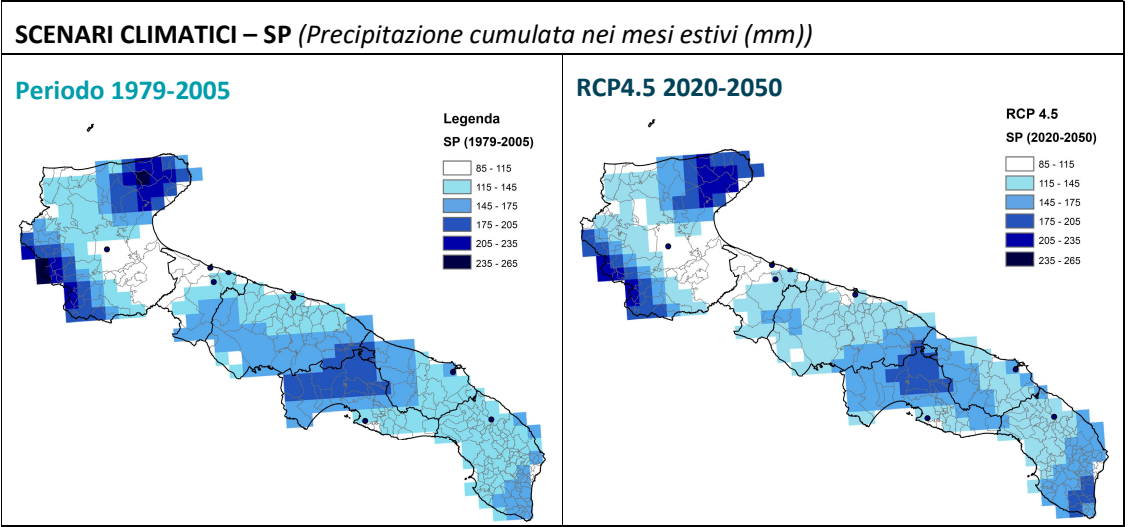 SCENARI CLIMATICI – SP (Precipitazione cumulata nei mesi estivi (mm))
Periodo 1979-2005
Legenda
SP (1979-2005)
85 - 115
115 - 145
145 - 175
175 - 205
205 - 235
235 - 265
RCP4.5 2020-2050
RCP 4.5
SP (2020-2050)
85 - 115
115 - 145
145 - 175
175 - 205
205 - 235
235 - 265